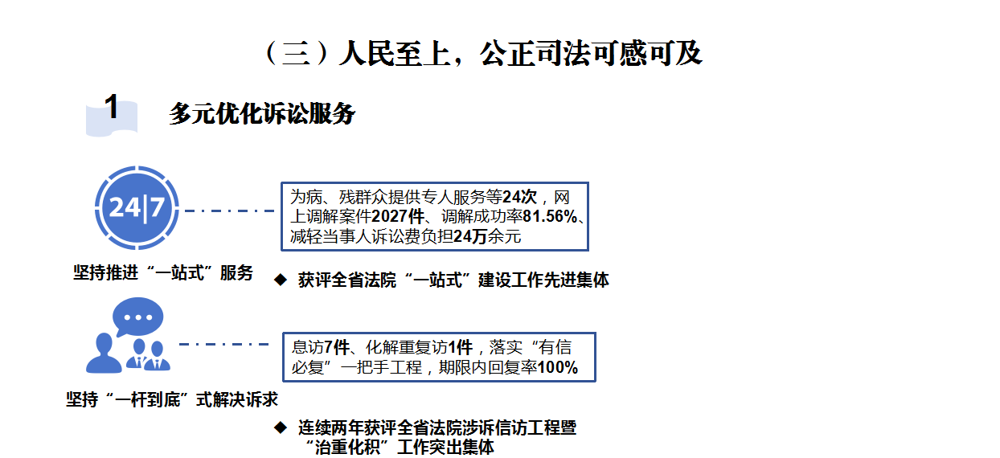 （三）人民至上，公正司法可感可及
1
多元优化诉讼服务
24|7
为病、残群众提供专人服务等24次，网
上调解案件2027件、调解成功率81.56%、
减轻当事人诉讼费负担24万余元
坚持推进“一站式”服务
◆ 获评全省法院“一站式”建设工作先进集体
息访7件、化解重复访1件，落实“有信
必复”一把手工程，期限内回复率100%
坚持“一杆到底”式解决诉求
◆ 连续两年获评全省法院涉诉信访工程暨
“治重化积”工作突出集体